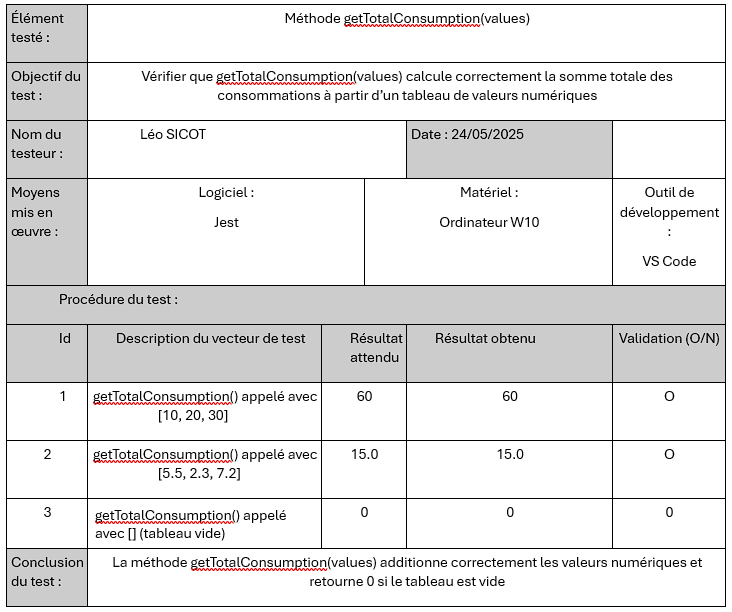 Élément
testé :
Méthode getTotalConsumption(values)
Objectif du
test :
Vérifier que getTotalConsumption(values) calcule correctement la somme totale des
consommations à partir d’un tableau de valeurs numériques
Nom du
testeur :
Léo SICOT
Date : 24/05/2025
Moyens
mis en
œuvre :
Logiciel :
Jest
Matériel :
Ordinateur W10
Outil de
développement
:
VS Code
Procédure du test :
Id
Description du vecteur de test
Résultat
attendu
Résultat obtenu
Validation (O/N)
1
getTotalConsumption() appelé avec
[10, 20, 30]
60
60
O
2
getTotalConsumption() appelé avec
[5.5, 2.3, 7.2]
15.0
15.0
O
3
getTotalConsumption() appelé
avec [] (tableau vide)
0
0
0
Conclusion
du test :
La méthode getTotalConsumption(values) additionne correctement les valeurs numériques et
retourne 0 si le tableau est vide